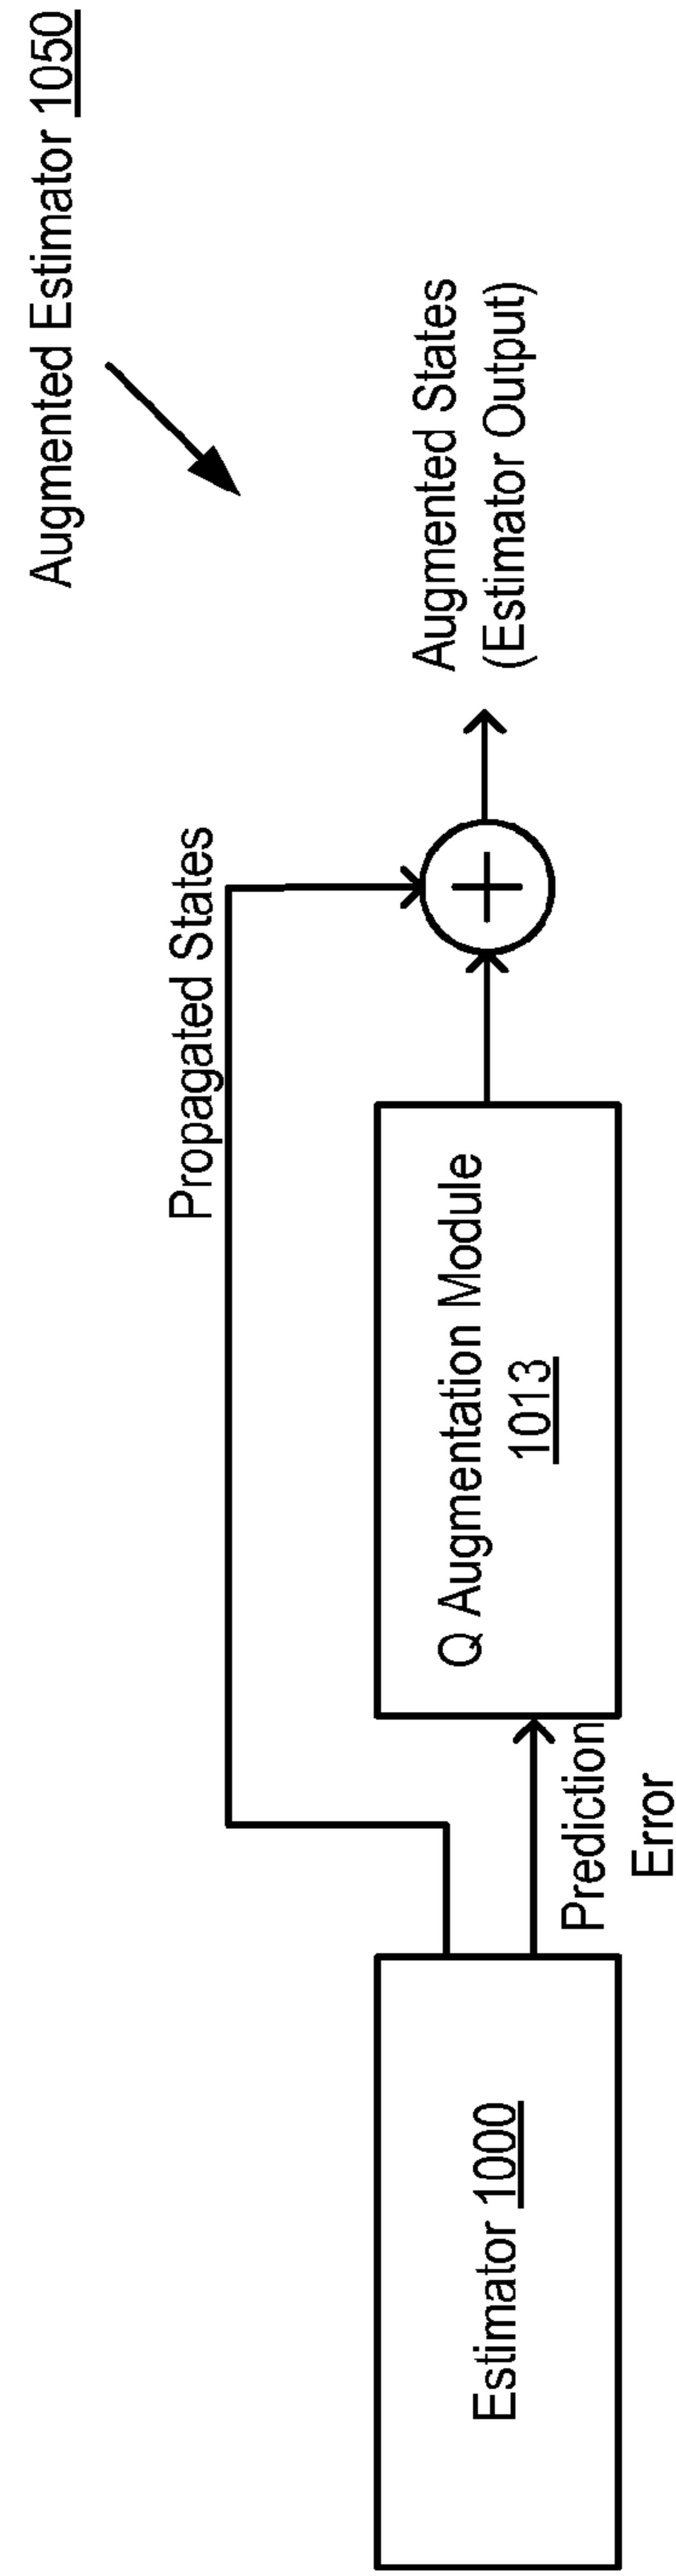 Augmented Estimator 1050
Propagated States
Augmented States
(Estimator Output)
Estimator 1000
Prediction
Error
Q Augmentation Module
1013